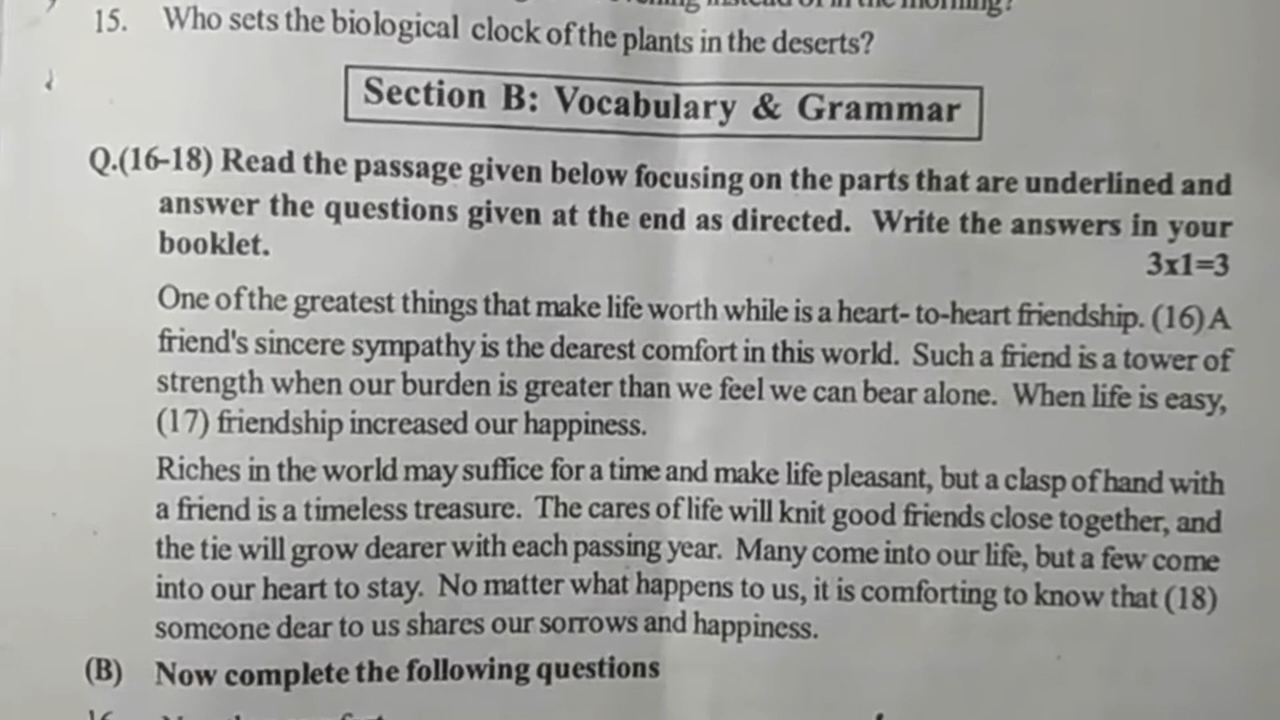 instead of in the morning?
15. Who sets the biological clock of the plants in the deserts?
Section B: Vocabulary & Grammar
Q.(16-18) Read the passage given below focusing on the parts that are underlined and
answer the questions given at the end as directed. Write the answers in your
booklet. 3x1=3
One of the greatest things that make life worth while is a heart- to-heart friendship. (16) A
friend's sincere sympathy is the dearest comfort in this world. Such a friend is a tower of
strength when our burden is greater than we feel we can bear alone. When life is easy,
(17) friendship increased our happiness.
Riches in the world may suffice for a time and make life pleasant, but a clasp of hand with
a friend is a timeless treasure. The cares of life will knit good friends close together, and
the tie will grow dearer with each passing year. Many come into our life, but a few come
into our heart to stay. No matter what happens to us, it is comforting to know that (18)
someone dear to us shares our sorrows and happiness.
(B) Now complete the following questions
16